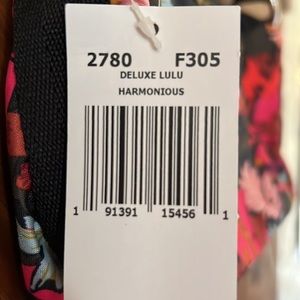 2780 F305
DELUXE LULU
HARMONIOUS
1 91391 15456 1